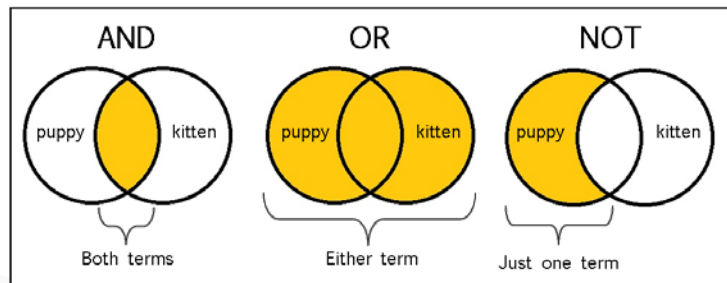 AND
OR
NOT
puppy
kitten
puppy
kitten
puppy
kitten
Both terms
Either term
Just one term